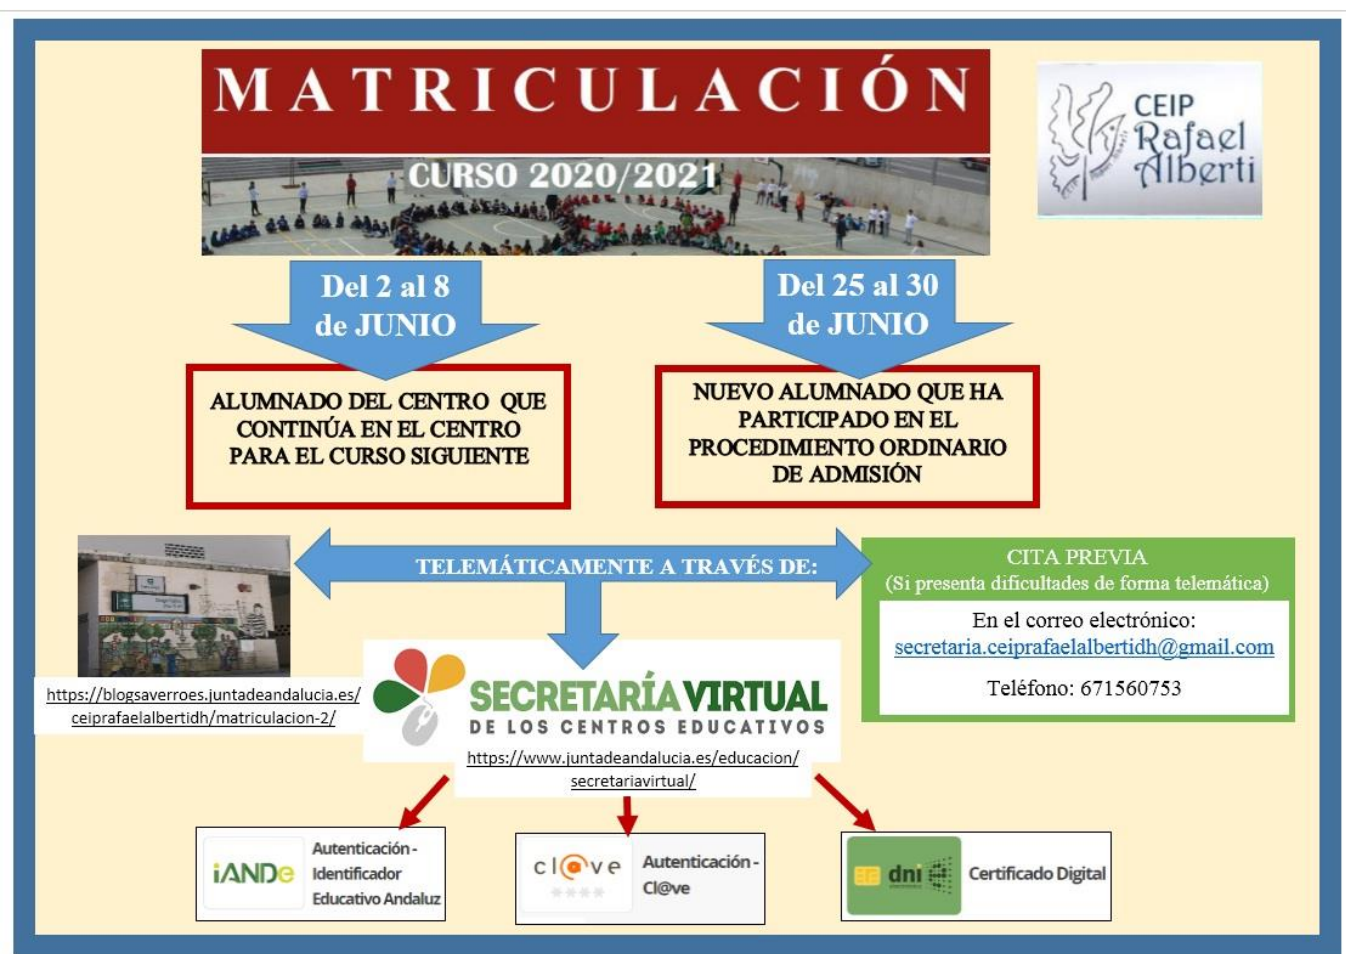 MATRICULACIÓN
CURSO 2020/2021
CEIP
Rafael
Alberti
Del 2 al 8
de JUNIO
Del 25 al 30
de JUNIO
ALUMNADO DEL CENTRO QUE
CONTINÚA EN EL CENTRO
PARA EL CURSO SIGUIENTE
NUEVO ALUMNADO QUE HA
PARTICIPADO EN EL
PROCEDIMIENTO ORDINARIO
DE ADMISIÓN
TELEMÁTICAMENTE A TRAVÉS DE:
CITA PREVIA
(Si presenta dificultades de forma telemática)
En el correo electrónico:
secretaria.ceiprafaelalbertidh@gmail.com
Teléfono: 671560753
https://blogsaverroes.juntadeandalucia.es/
ceiprafaelalbertidh/matriculacion-2/
SECRETARÍA VIRTUAL
DE LOS CENTROS EDUCATIVOS
https://www.juntadeandalucia.es/educacion/
secretariavirtual/
iANDe
Autenticación -
Identificador
Educativo Andaluz
cl@ve
****
Autenticación -
Cl@ve
dni
Certificado Digital